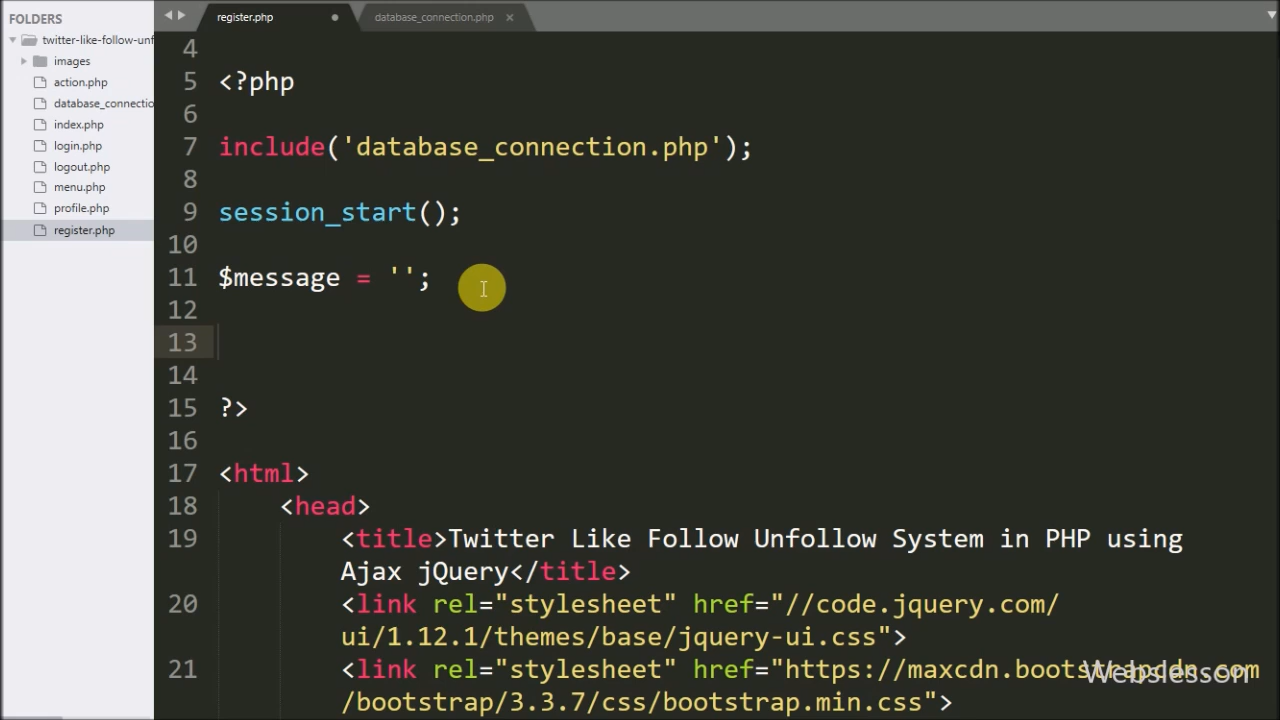 FOLDERS
twitter-like-follow-unf
images
action.php
database_connectio
index.php
login.php
logout.php
menu.php
profile.php
register.php
register.php
database_connection.php
4
5 <?php
6
7 include('database_connection.php');
8
9 session_start();
10
11 $message = '';
12
13
14
15 ?>
16
17 <html>
18 <head>
19 <title>Twitter Like Follow Unfollow System in PHP using
Ajax jQuery</title>
20 <link rel="stylesheet" href="//code.jquery.com/
ui/1.12.1/themes/base/jquery-ui.css">
21 <link rel="stylesheet" href="https://maxcdn.bootstrapcdn.com
/bootstrap/3.3.7/css/bootstrap.min.css">
Webslesson